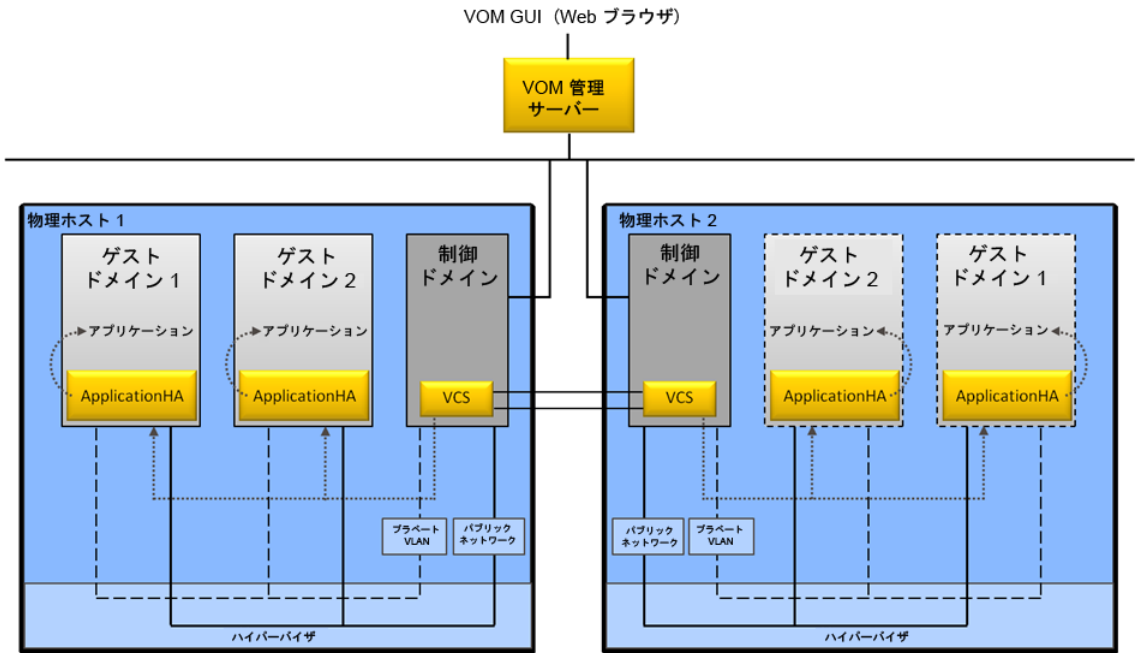 VOM GUI（Web ブラウザ）
VOM 管理
サーバー
物理ホスト 1
ゲスト
ドメイン 1
アプリケーション
ApplicationHA
ゲスト
ドメイン 2
アプリケーション
ApplicationHA
制御
ドメイン
VCS
プラベート
VLAN
パブリック
ネットワーク
ハイパーバイザ
物理ホスト 2
制御
ドメイン
VCS
ゲスト
ドメイン 2
アプリケーション
ApplicationHA
ゲスト
ドメイン 1
アプリケーション
ApplicationHA
パブリック
ネットワーク
プラベート
VLAN
ハイパーバイザ